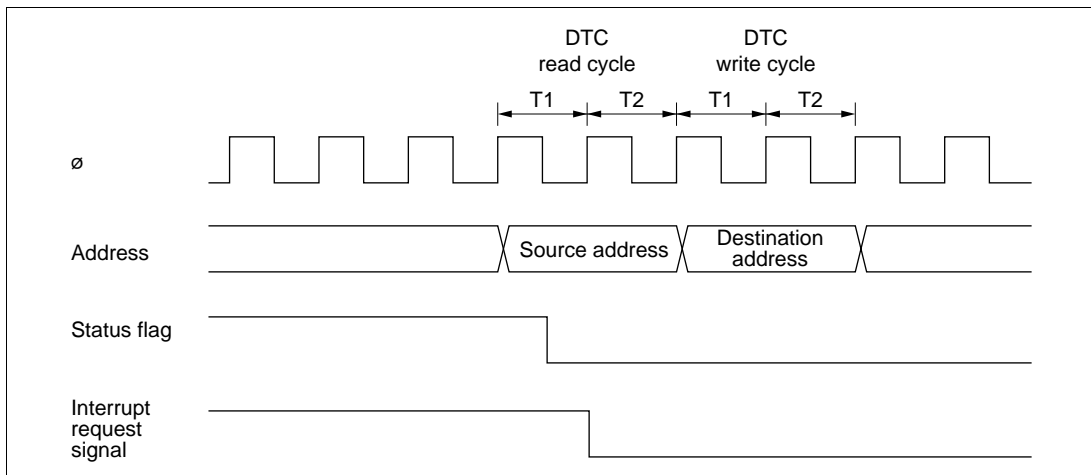 DTC
read cycle
DTC
write cycle
T1
T2
T1
T2
ø
Address
Source address
Destination
address
Status flag
Interrupt
request
signal